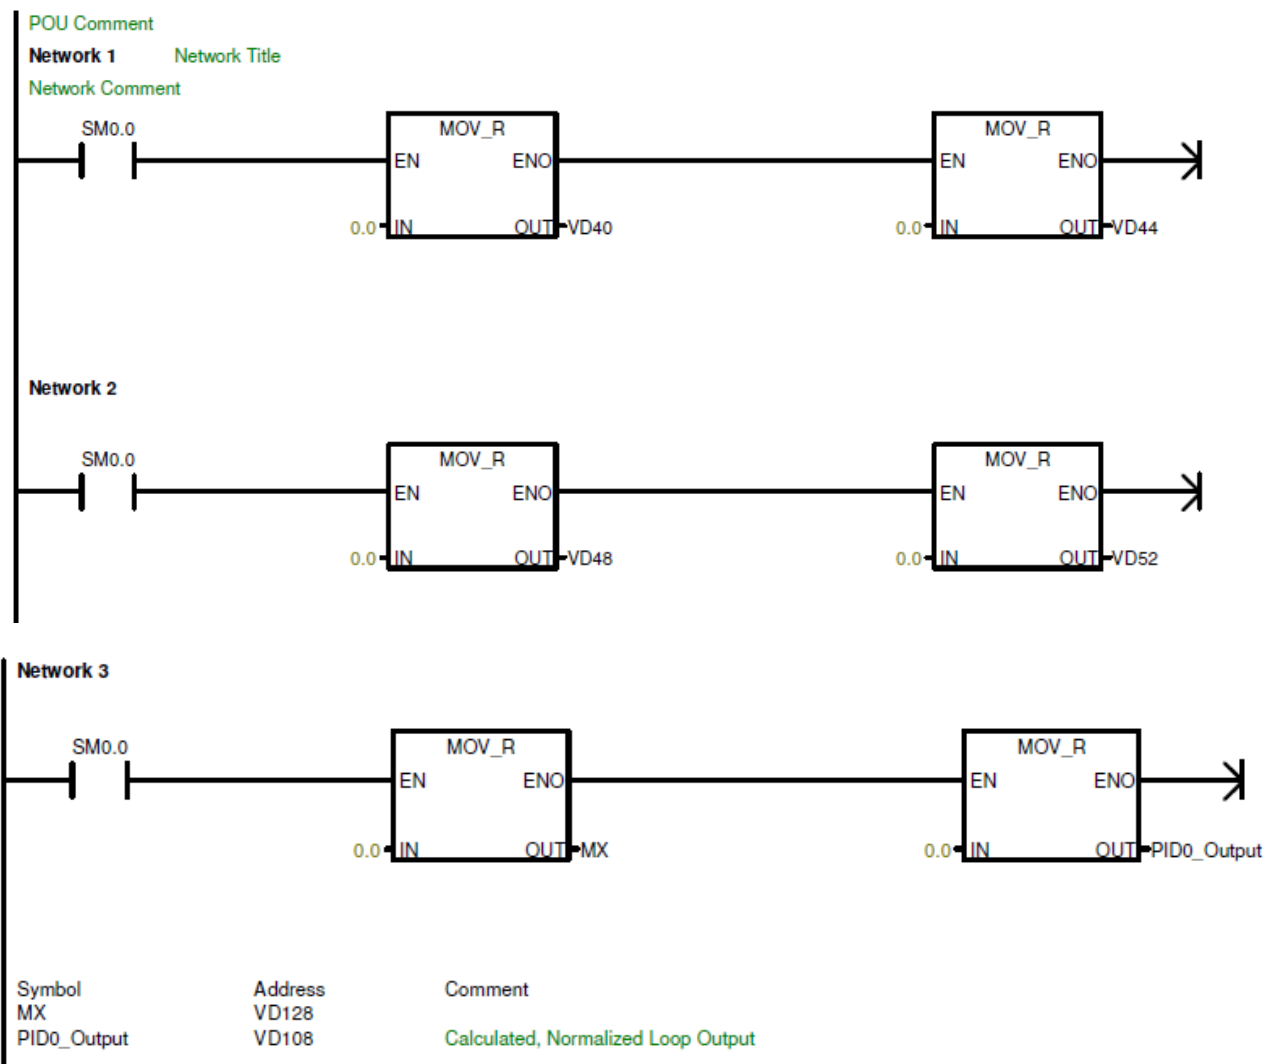 POU Comment
Network 1 Network Title
Network Comment
SM0.0 MOV_R MOV_R
EN ENO EN ENO
0.0 IN OUT VD40 0.0 IN OUT VD44
Network 2
SM0.0 MOV_R MOV_R
EN ENO EN ENO
0.0 IN OUT VD48 0.0 IN OUT VD52
Network 3
SM0.0 MOV_R MOV_R
EN ENO EN ENO
0.0 IN OUT MX 0.0 IN OUT PID0_Output
Symbol Address Comment
MX VD128
PID0_Output VD108 Calculated, Normalized Loop Output